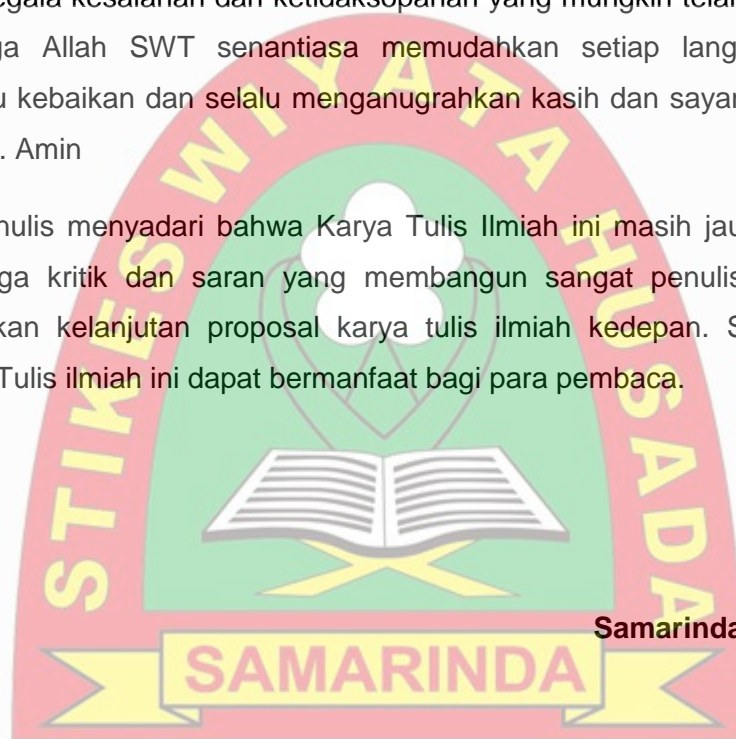 egala kesalahan dan ketidaksopanan yang mungkin telah
ga Allah SWT senantiasa memudahkan setiap lang
u kebaikan dan selalu menganugrahkan kasih dan sayan
. Amin
nulis menyadari bahwa Karya Tulis Ilmiah ini masih jau
ga kritik dan saran yang membangun sangat penulis
kan kelanjutan proposal karya tulis ilmiah kedepan. S
Tulis ilmiah ini dapat bermanfaat bagi para pembaca.
STIKES WIYATA HUSADA
Samarinda
SAMARINDA